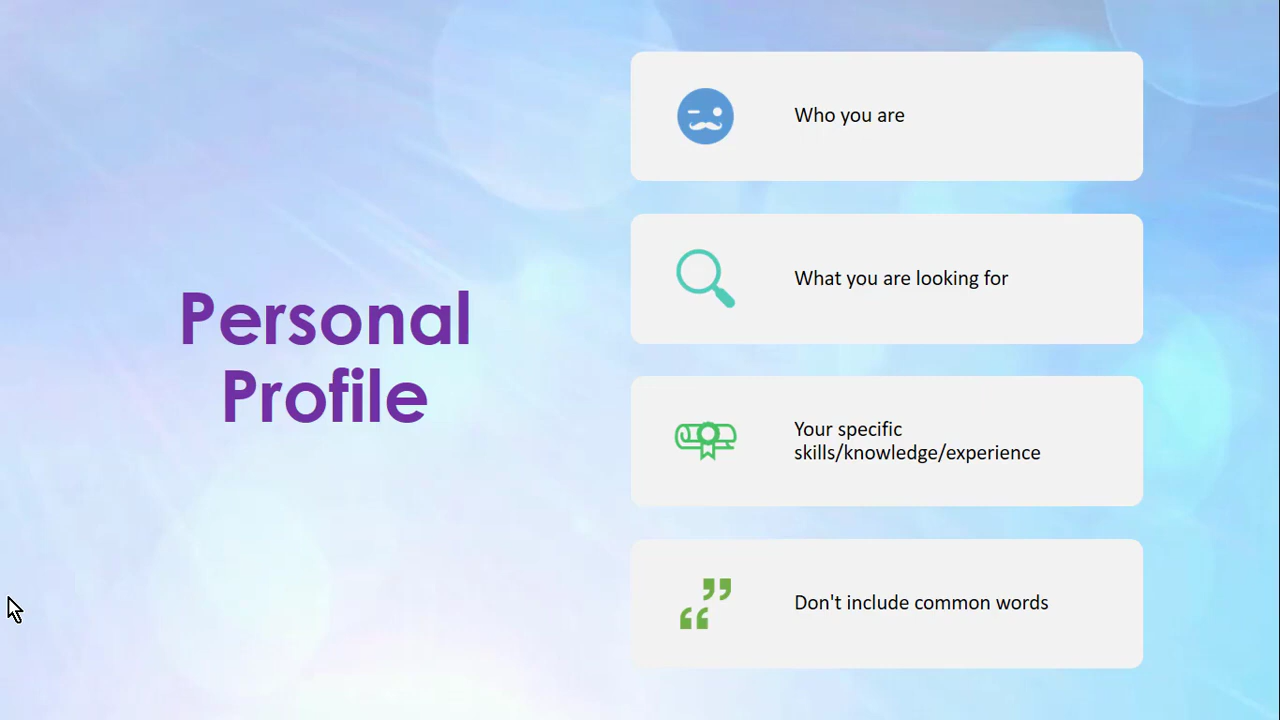 Personal
Profile
Who you are
What you are looking for
Your specific
skills/knowledge/experience
Don't include common words